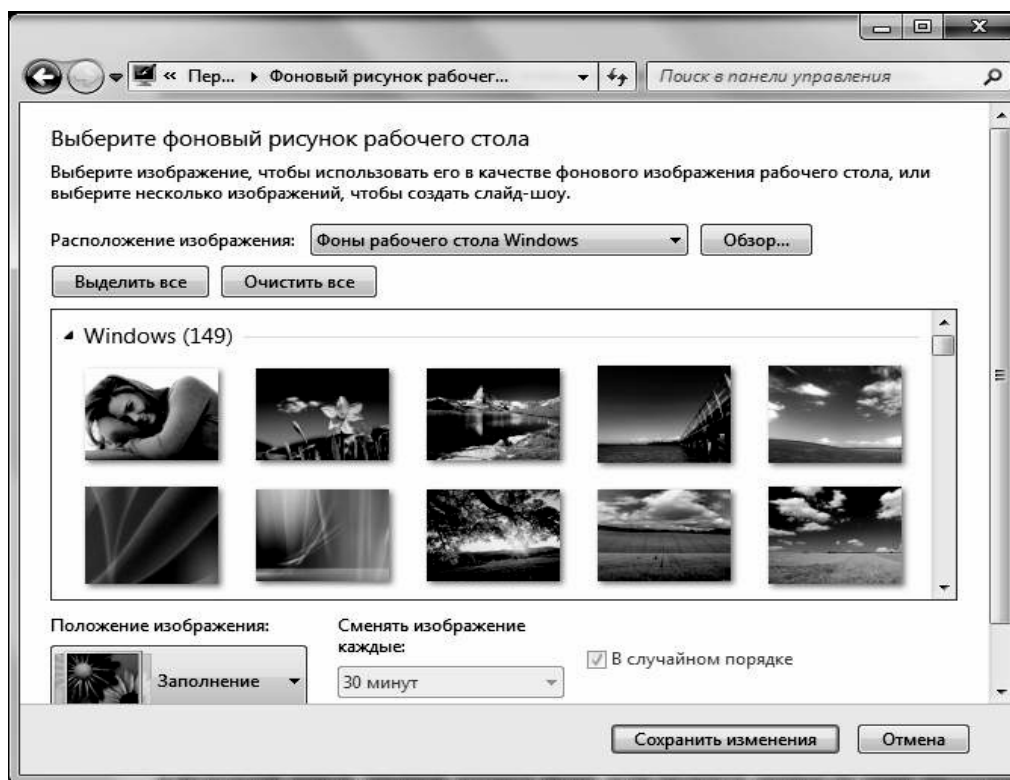 « Пер... ▸ Фоновый рисунок рабочег...
Поиск в панели управления
Выберите фоновый рисунок рабочего стола
Выберите изображение, чтобы использовать его в качестве фонового изображения рабочего стола, или
выберите несколько изображений, чтобы создать слайд-шоу.
Расположение изображения: Фоны рабочего стола Windows Обзор...
Выделить все Очистить все
Windows (149)
Положение изображения:
Заполнение
Сменять изображение
каждые:
30 минут
В случайном порядке
Сохранить изменения Отмена